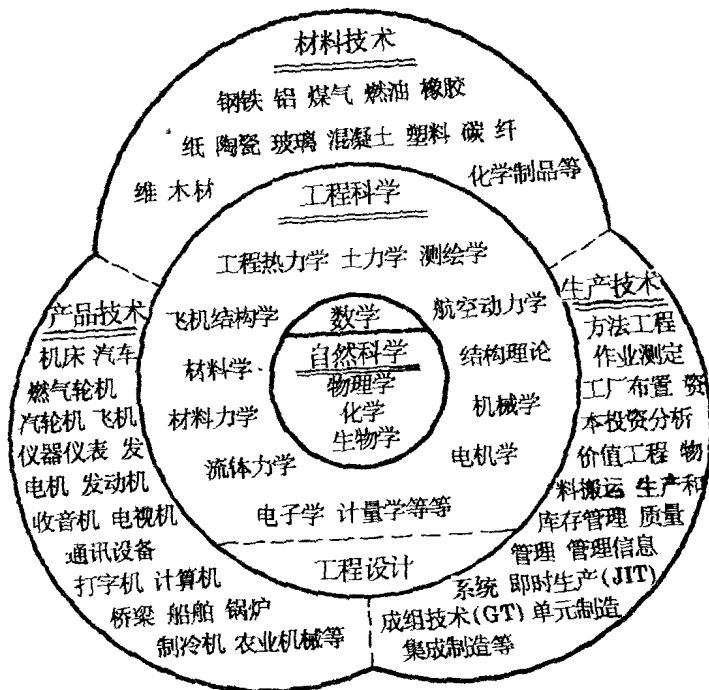 材料技术
钢铁 铝 煤气 燃油 橡胶
纸 陶瓷 玻璃 混凝土 塑料 碳 纤
维 木材
化学制品等
工程科学
工程热力学 土力学 测绘学
飞机结构学
航空动力学
材料学
结构理论
材料力学
机械学
流体力学
电机学
电子学 计量学等等
工程设计
数学
自然科学
物理学
化学
生物学
产品技术
机床 汽车
燃气轮机
汽轮机 飞机
仪器仪表 发
电机 发动机
收音机 电视机
通讯设备
打字机 计算机
桥梁 船舶 锅炉
制冷机 农业机械等
生产技术
方法工程
作业测定
工厂布置 资
本投资分析
价值工程 物
料搬运 生产和
库存管理 质量
管理 管理信息
系统 即时生产(JIT)
成组技术(GT) 单元制造
集成制造等